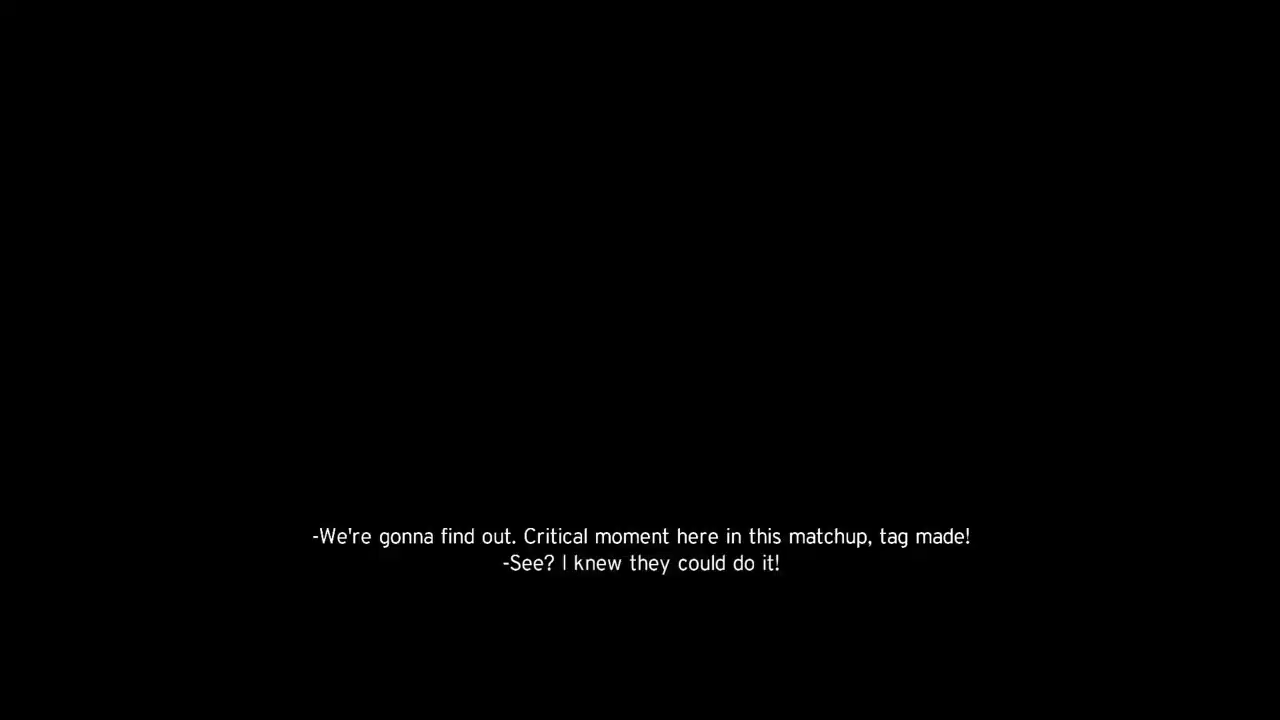 -We're gonna find out. Critical moment here in this matchup, tag made!
-See? I knew they could do it!